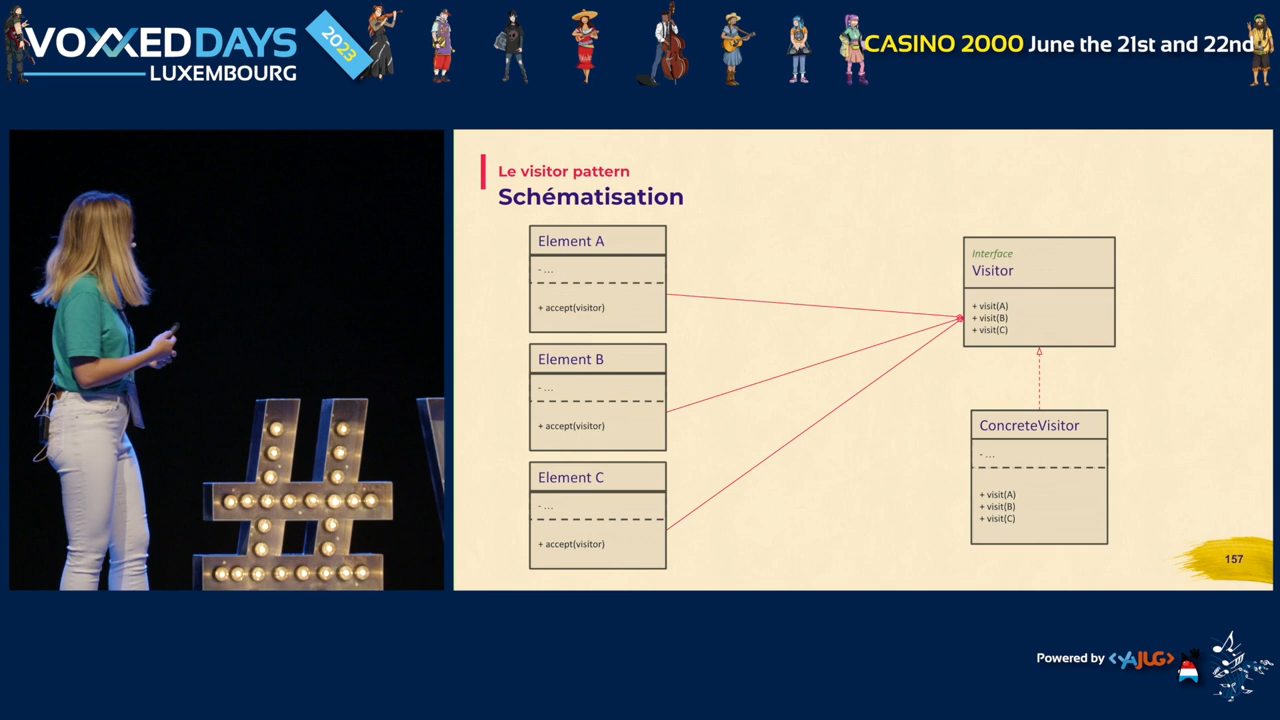 VOXXEDDAYS
LUXEMBOURG
2023
CASINO 2000 June the 21st and 22nd
Le visitor pattern
Schématisation
Element A
- ...
+ accept(visitor)
Element B
- ...
+ accept(visitor)
Element C
- ...
+ accept(visitor)
Interface
Visitor
+ visit(A)
+ visit(B)
+ visit(C)
ConcreteVisitor
- ...
+ visit(A)
+ visit(B)
+ visit(C)
157
#
Powered by <YAJUG>